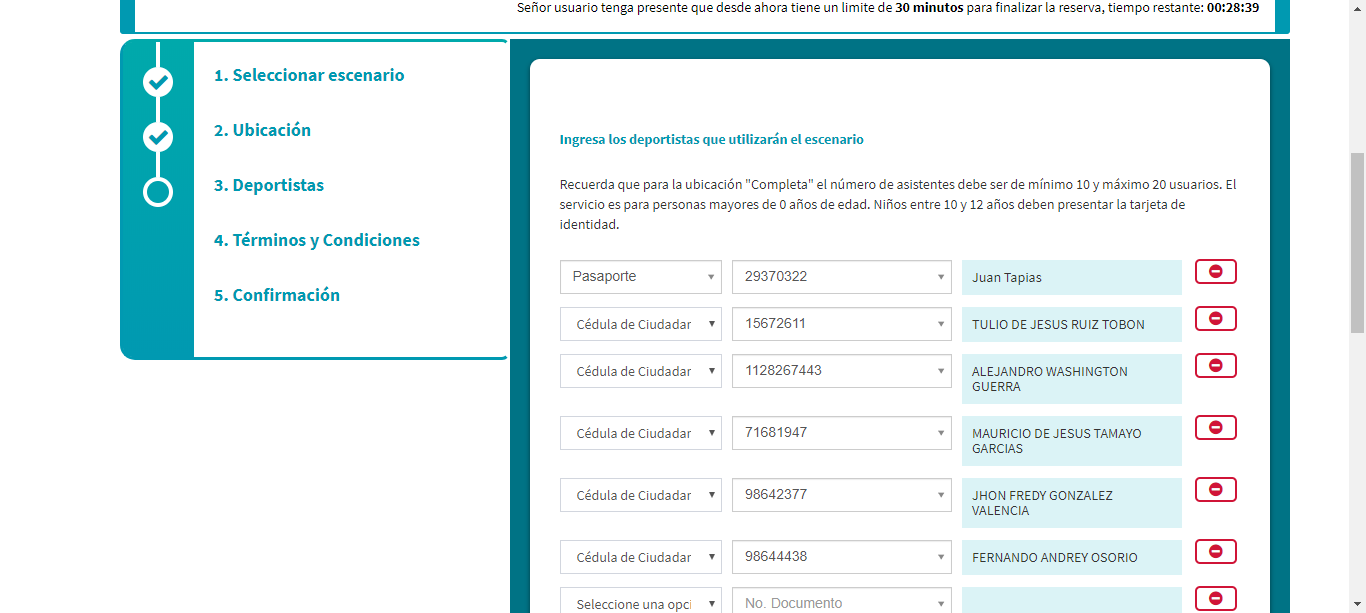 Señor usuario tenga presente que desde ahora tiene un limite de 30 minutos para finalizar la reserva, tiempo restante: 00:28:39
1. Seleccionar escenario
2. Ubicación
3. Deportistas
4. Términos y Condiciones
5. Confirmación
Ingresa los deportistas que utilizarán el escenario
Recuerda que para la ubicación "Completa" el número de asistentes debe ser de mínimo 10 y máximo 20 usuarios. El
servicio es para personas mayores de 0 años de edad. Niños entre 10 y 12 años deben presentar la tarjeta de
identidad.
Pasaporte 29370322 Juan Tapias
Cédula de Ciudadar 15672611 TULIO DE JESUS RUIZ TOBON
Cédula de Ciudadar 1128267443 ALEJANDRO WASHINGTON
GUERRA
Cédula de Ciudadar 71681947 MAURICIO DE JESUS TAMAYO
GARCIAS
Cédula de Ciudadar 98642377 JHON FREDY GONZALEZ
VALENCIA
Cédula de Ciudadar 98644438 FERNANDO ANDREY OSORIO
Seleccione una opci No. Documento